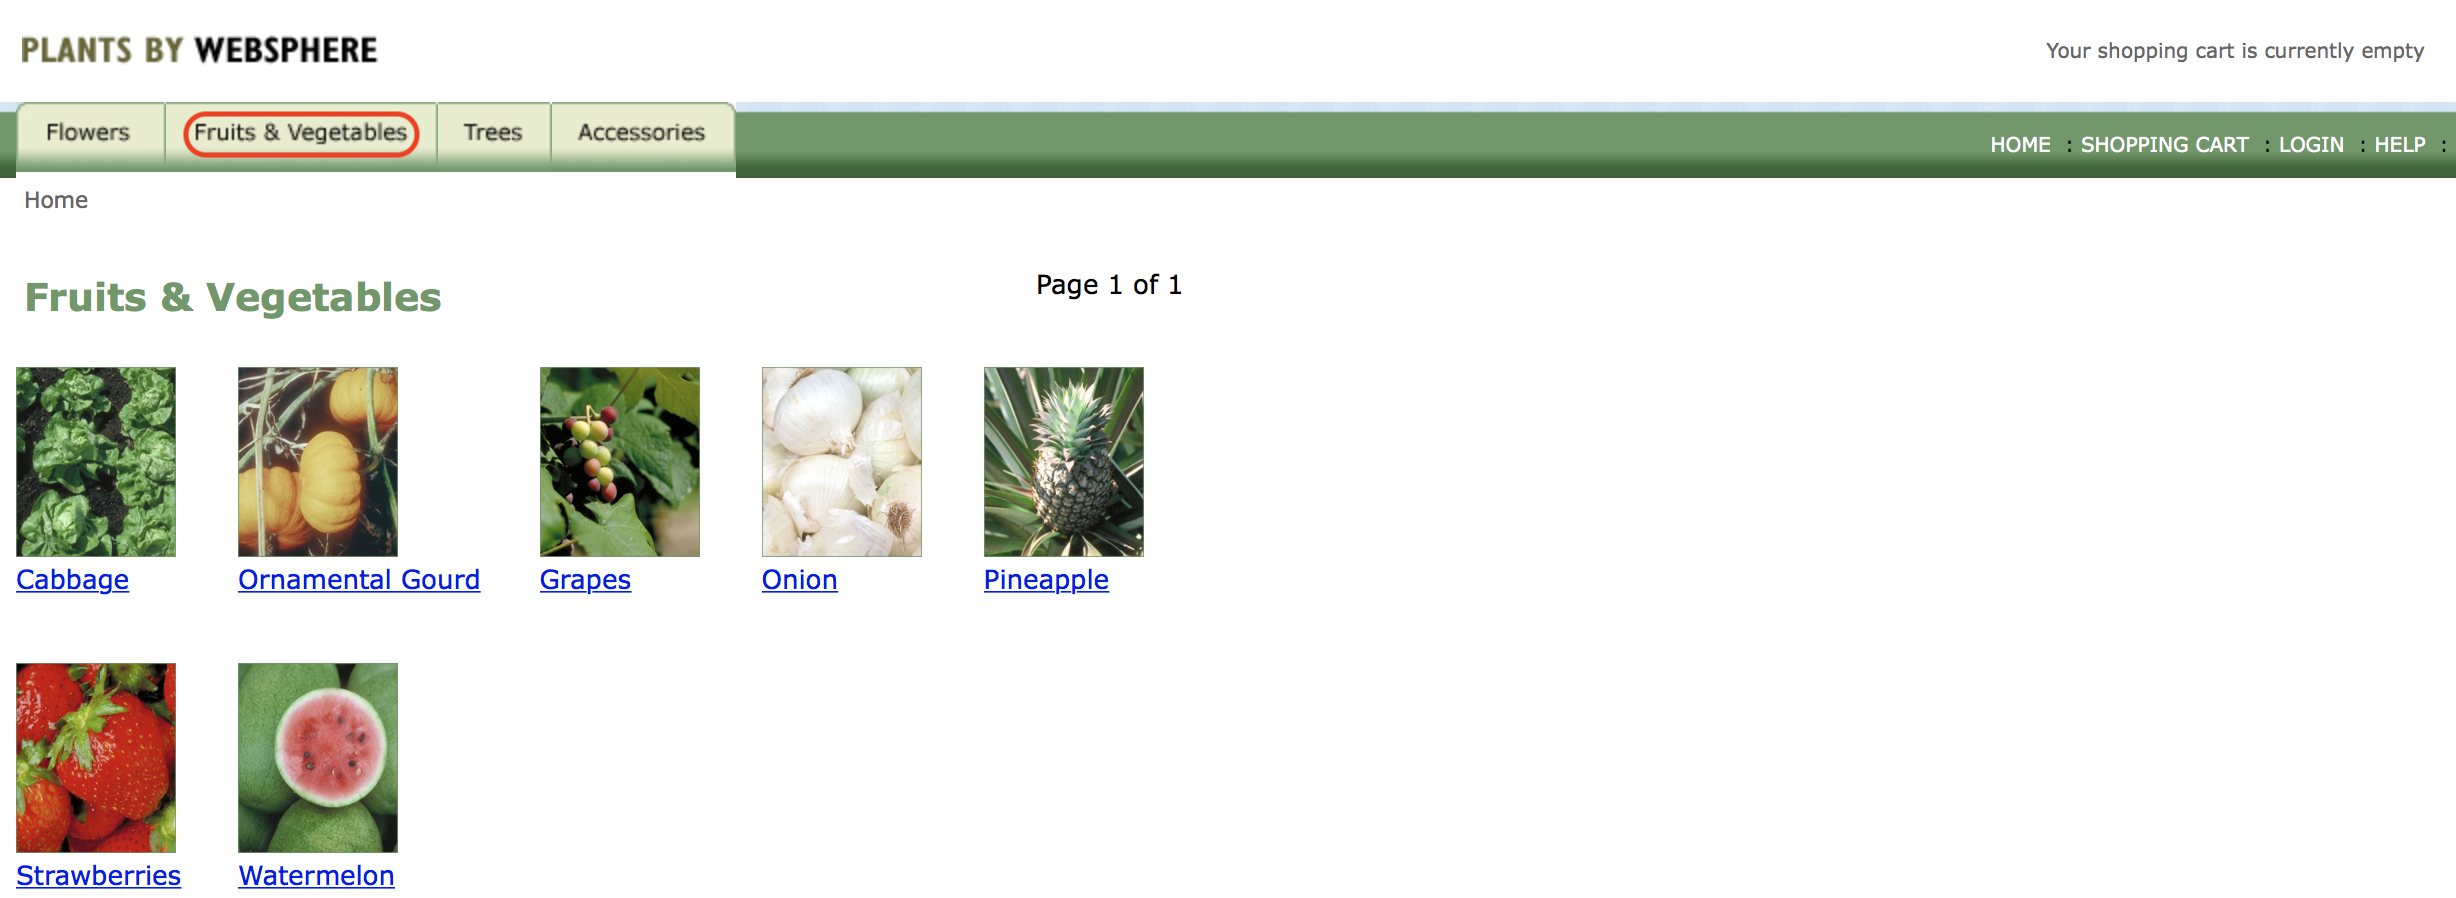 PLANTS BY WEBSPHERE
Your shopping cart is currently empty
Flowers
Fruits & Vegetables
Trees
Accessories
HOME : SHOPPING CART : LOGIN : HELP :
Home
Fruits & Vegetables
Page 1 of 1
Cabbage
Ornamental Gourd
Grapes
Onion
Pineapple
Strawberries
Watermelon